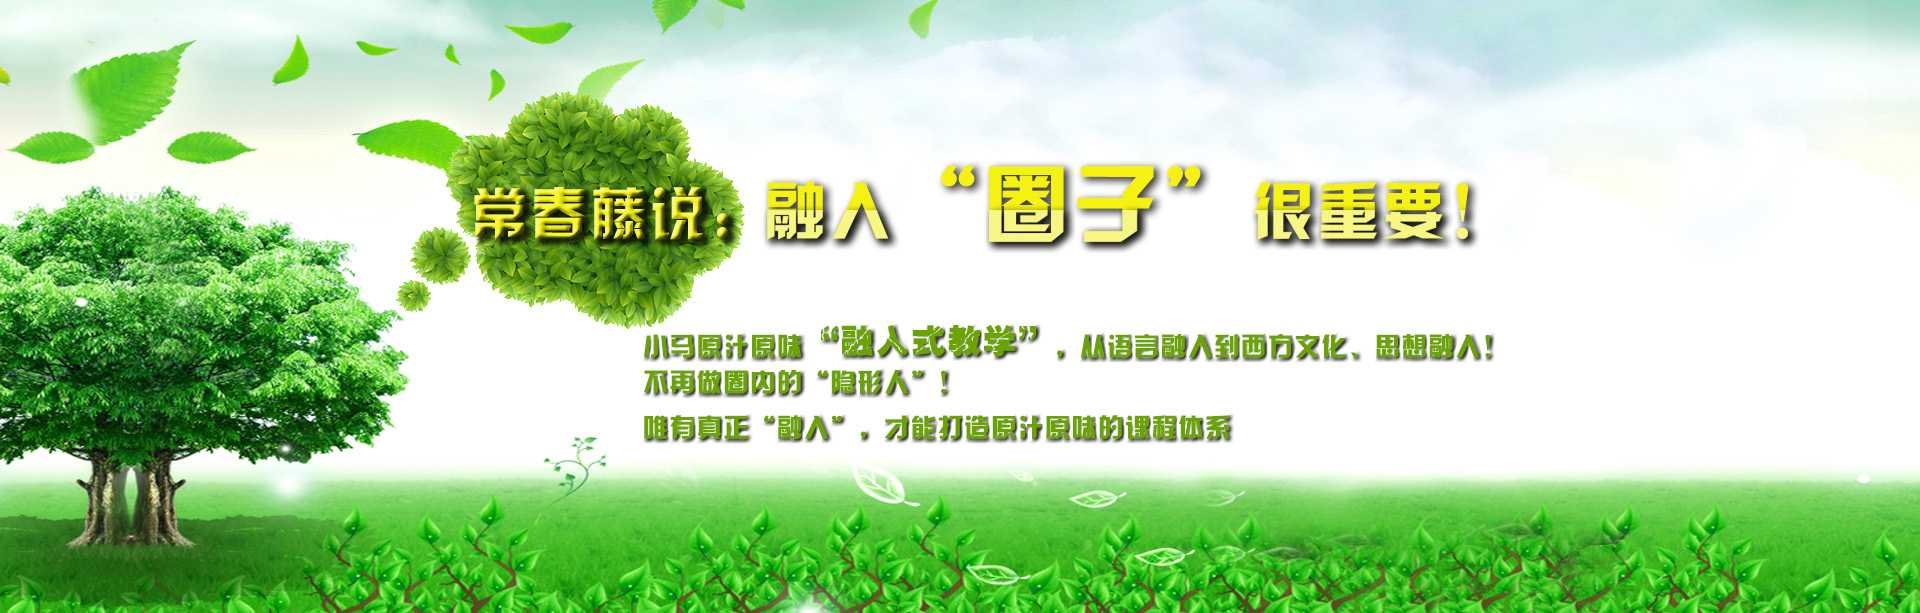 常春藤说：融入“圈子”很重要！
小马原汁原味“融入式教学”，从语言融入到西方文化、思想融入！
不再做圈内的“隐形人”！
唯有真正“融入”，才能打造原汁原味的课程体系